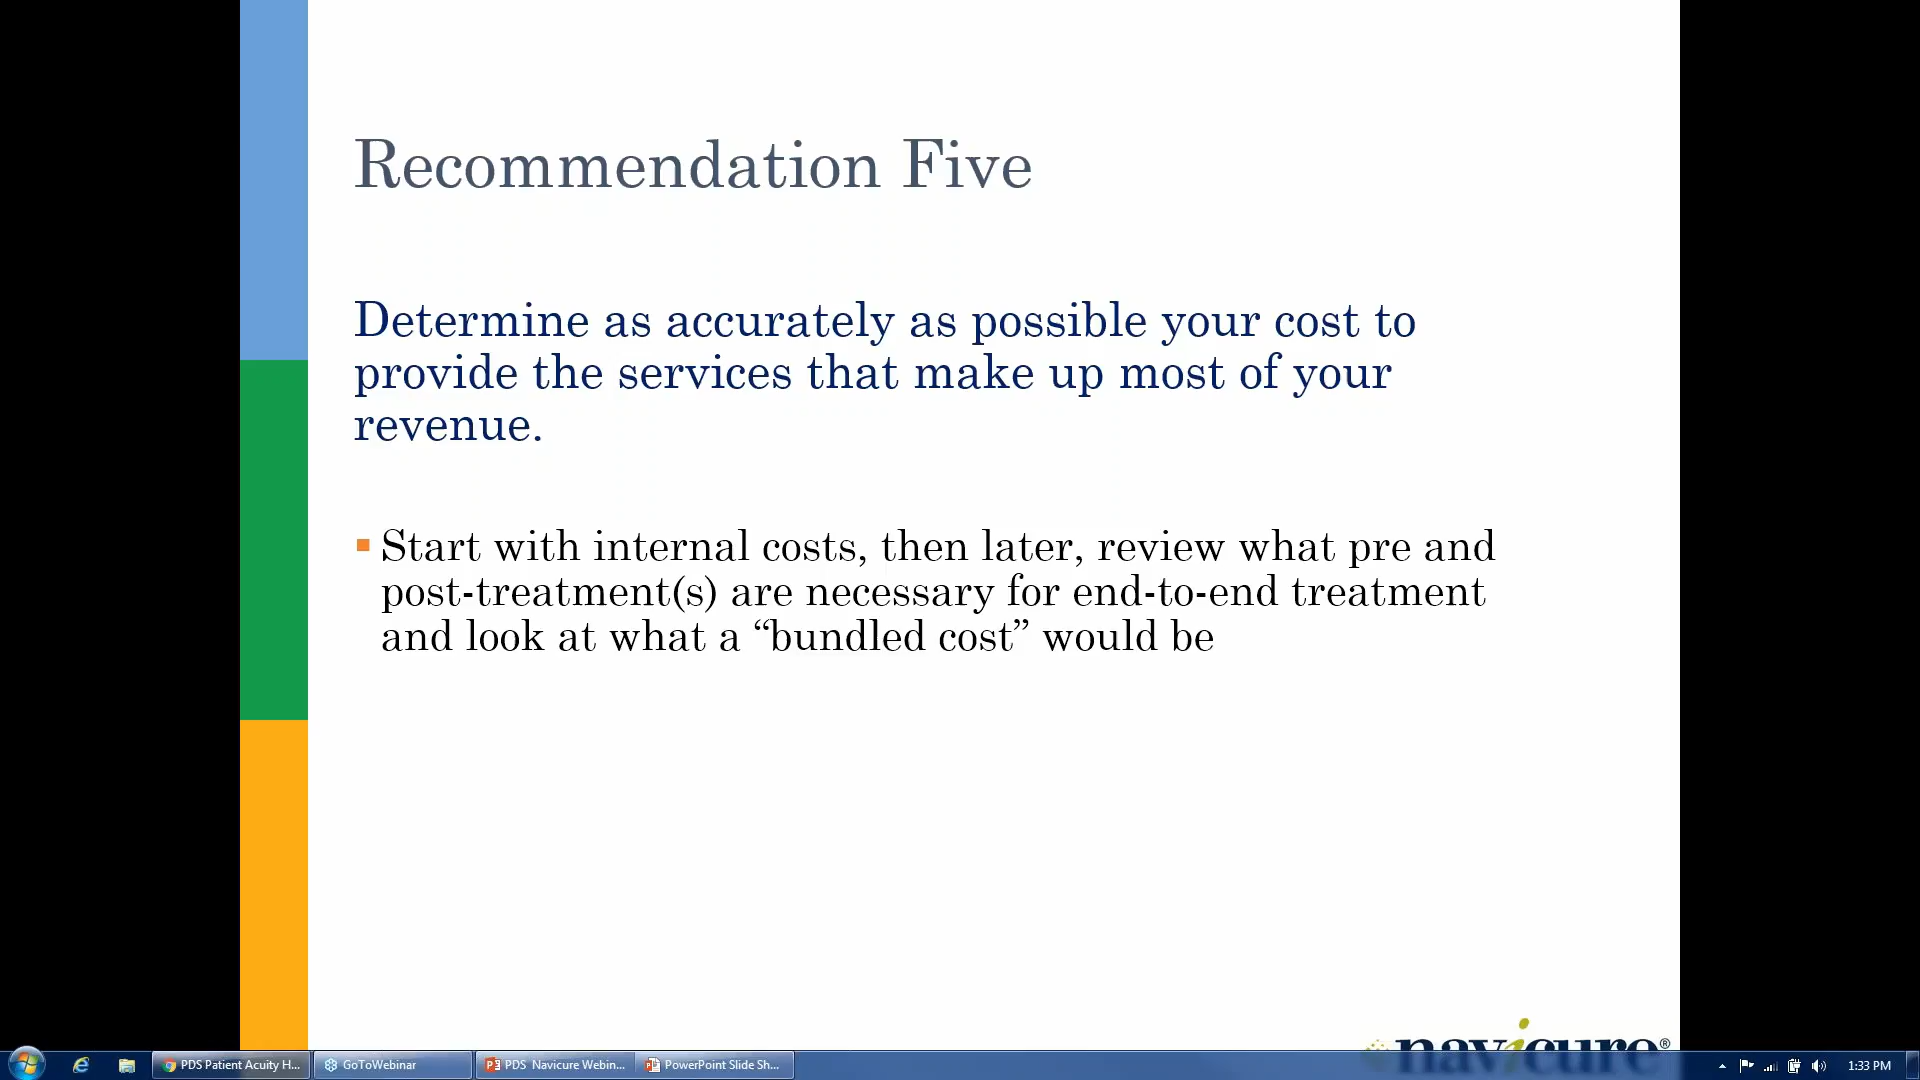 Recommendation Five
Determine as accurately as possible your cost to
provide the services that make up most of your
revenue.
Start with internal costs, then later, review what pre and
post-treatment(s) are necessary for end-to-end treatment
and look at what a “bundled cost” would be
navicure®
PDS Patient Acuity H...
GoToWebinar
PDS Navicure Webin...
PowerPoint Slide Sh...
1:33 PM